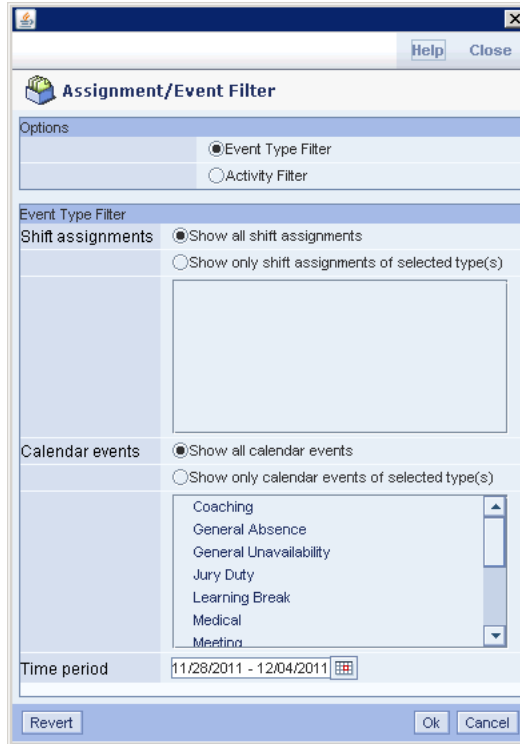 Help Close
Assignment/Event Filter
Options
Event Type Filter
Activity Filter
Event Type Filter
Shift assignments Show all shift assignments
Show only shift assignments of selected type(s)
Calendar events Show all calendar events
Show only calendar events of selected type(s)
Coaching
General Absence
General Unavailability
Jury Duty
Learning Break
Medical
Meeting
Time period 11/28/2011 - 12/04/2011
Revert Ok Cancel